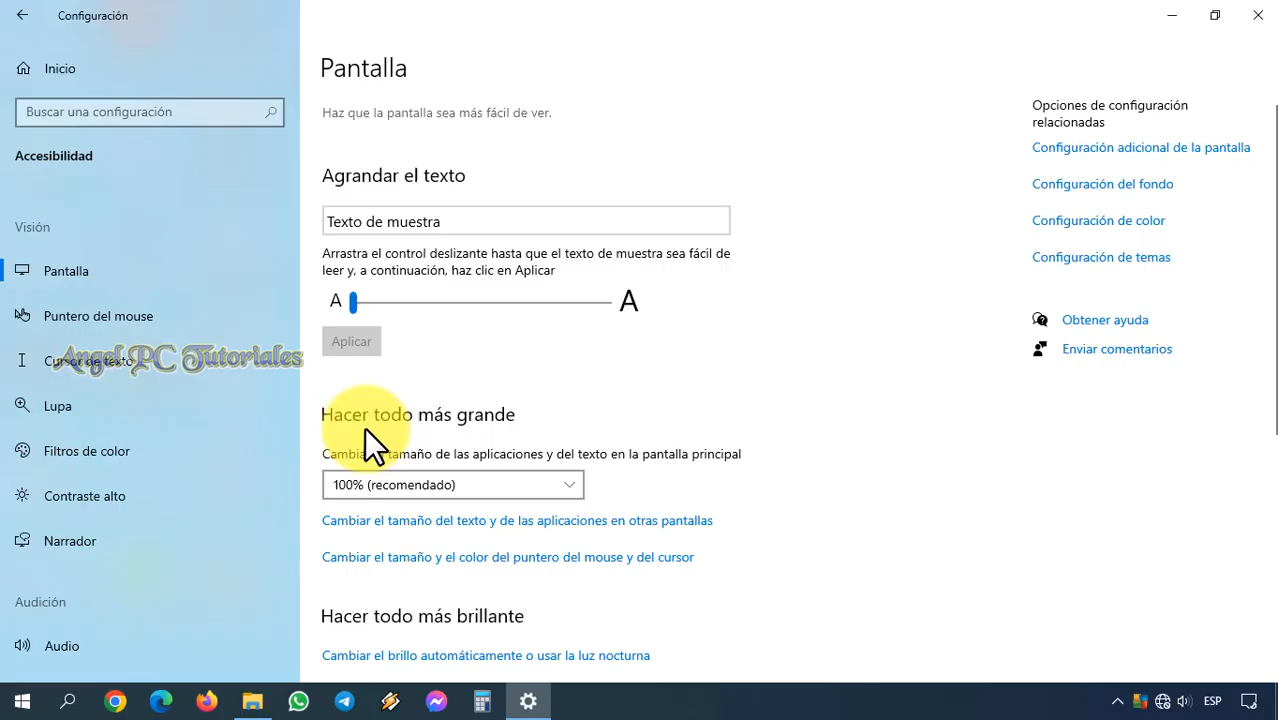 Configuración
Inicio
Buscar una configuración
Accesibilidad
Visión
Pantalla
Puntero del mouse
Cursor de texto
Angel PC Tutoriales
Lupa
Filtros de color
Contraste alto
Narrador
Audición
Audio
Pantalla
Haz que la pantalla sea más fácil de ver.
Agrandar el texto
Texto de muestra
Arrastra el control deslizante hasta que el texto de muestra sea fácil de
leer y, a continuación, haz clic en Aplicar
A A
Aplicar
Hacer todo más grande
Cambiar el tamaño de las aplicaciones y del texto en la pantalla principal
100% (recomendado)
Cambiar el tamaño del texto y de las aplicaciones en otras pantallas
Cambiar el tamaño y el color del puntero del mouse y del cursor
Hacer todo más brillante
Cambiar el brillo automáticamente o usar la luz nocturna
Opciones de configuración
relacionadas
Configuración adicional de la pantalla
Configuración del fondo
Configuración de color
Configuración de temas
Obtener ayuda
Enviar comentarios
ESP